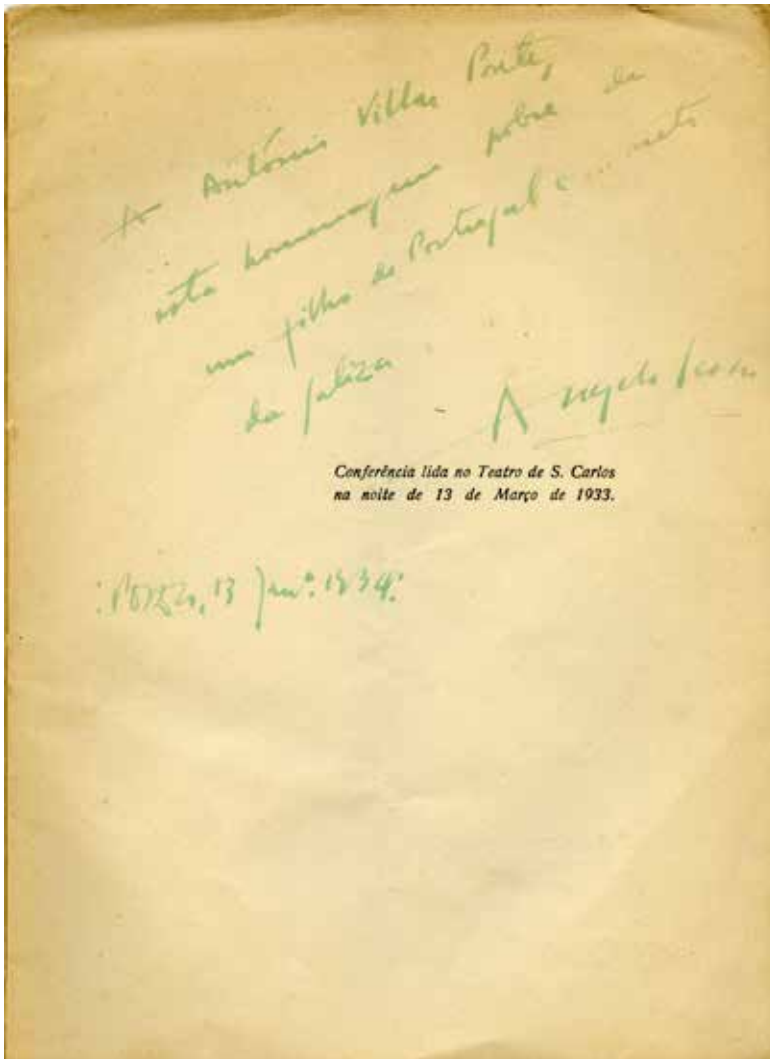 A António Villar Ponte,
esta homenagem pobre de
um filho de Portugal e neto
da Galiza
Angelo
Conferência lida no Teatro de S. Carlos
na noite de 13 de Março de 1933.
13 1934.